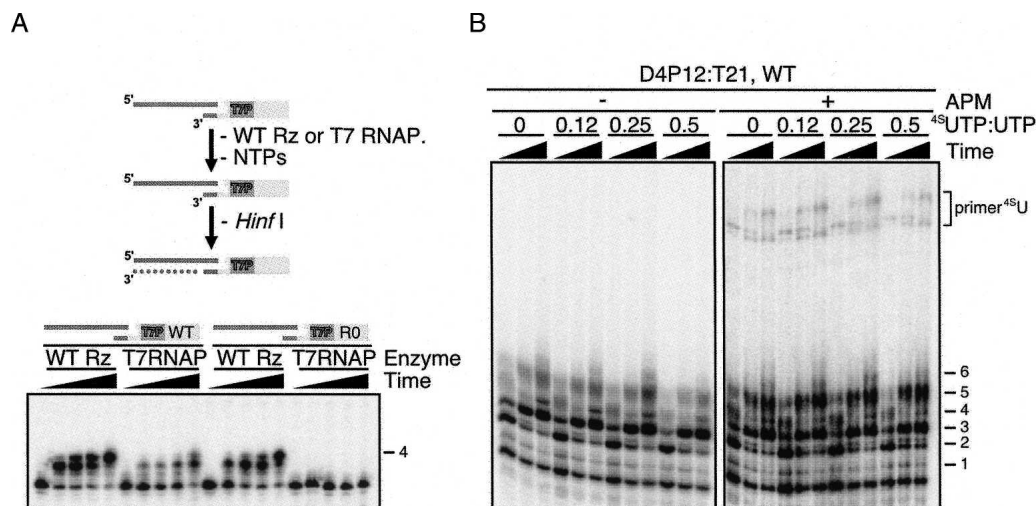 A
5'
T7P
3'
- WT Rz or T7 RNAP.
- NTPs
5'
T7P
3'
- Hinf I
5'
T7P
3'
T7P WT T7P R0
WT Rz T7RNAP WT Rz T7RNAP Enzyme
Time
– 4
B
D4P12:T21, WT
- + APM
0 0.12 0.25 0.5 0 0.12 0.25 0.5 4SUTP:UTP
Time
primer4SU
– 6
– 5
– 4
– 3
– 2
– 1